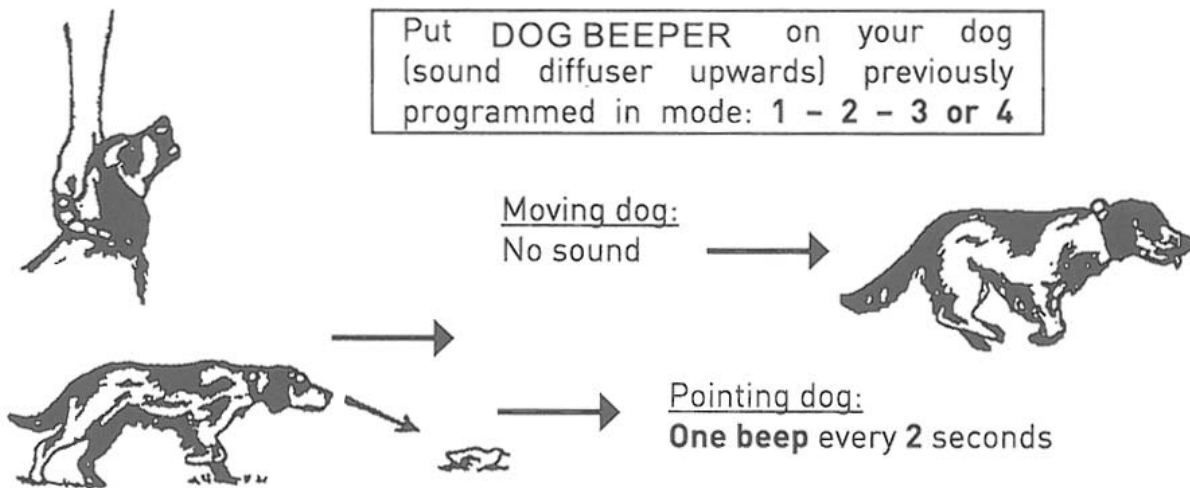 Put DOG BEEPER on your dog
(sound diffuser upwards) previously
programmed in mode: 1 – 2 – 3 or 4
Moving dog:
No sound
Pointing dog:
One beep every 2 seconds